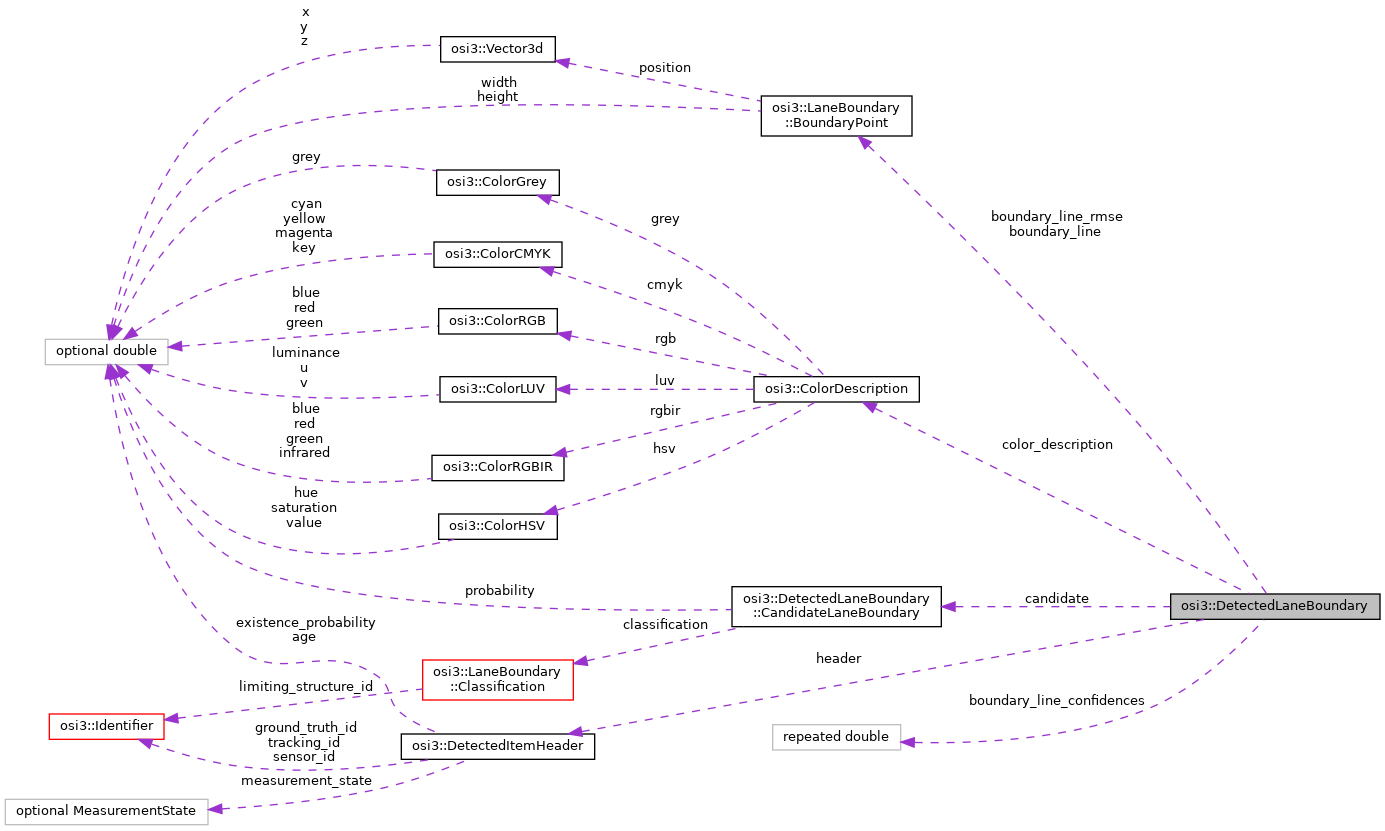 x
y
z
osi3::Vector3d
position
width
height
osi3::LaneBoundary
::BoundaryPoint
grey
osi3::ColorGrey
cyan
yellow
magenta
key
grey
boundary_line_rmse
boundary_line
osi3::ColorCMYK
cmyk
blue
red
green
osi3::ColorRGB
rgb
optional double
luminance
u
v
osi3::ColorLUV
luv
osi3::ColorDescription
blue
red
green
infrared
rgbir
color_description
hsv
osi3::ColorRGBIR
hue
saturation
value
osi3::ColorHSV
probability
osi3::DetectedLaneBoundary
::CandidateLaneBoundary
candidate
osi3::DetectedLaneBoundary
existence_probability
age
classification
header
osi3::LaneBoundary
::Classification
limiting_structure_id
boundary_line_confidences
osi3::Identifier
ground_truth_id
tracking_id
sensor_id
osi3::DetectedItemHeader
repeated double
measurement_state
optional MeasurementState